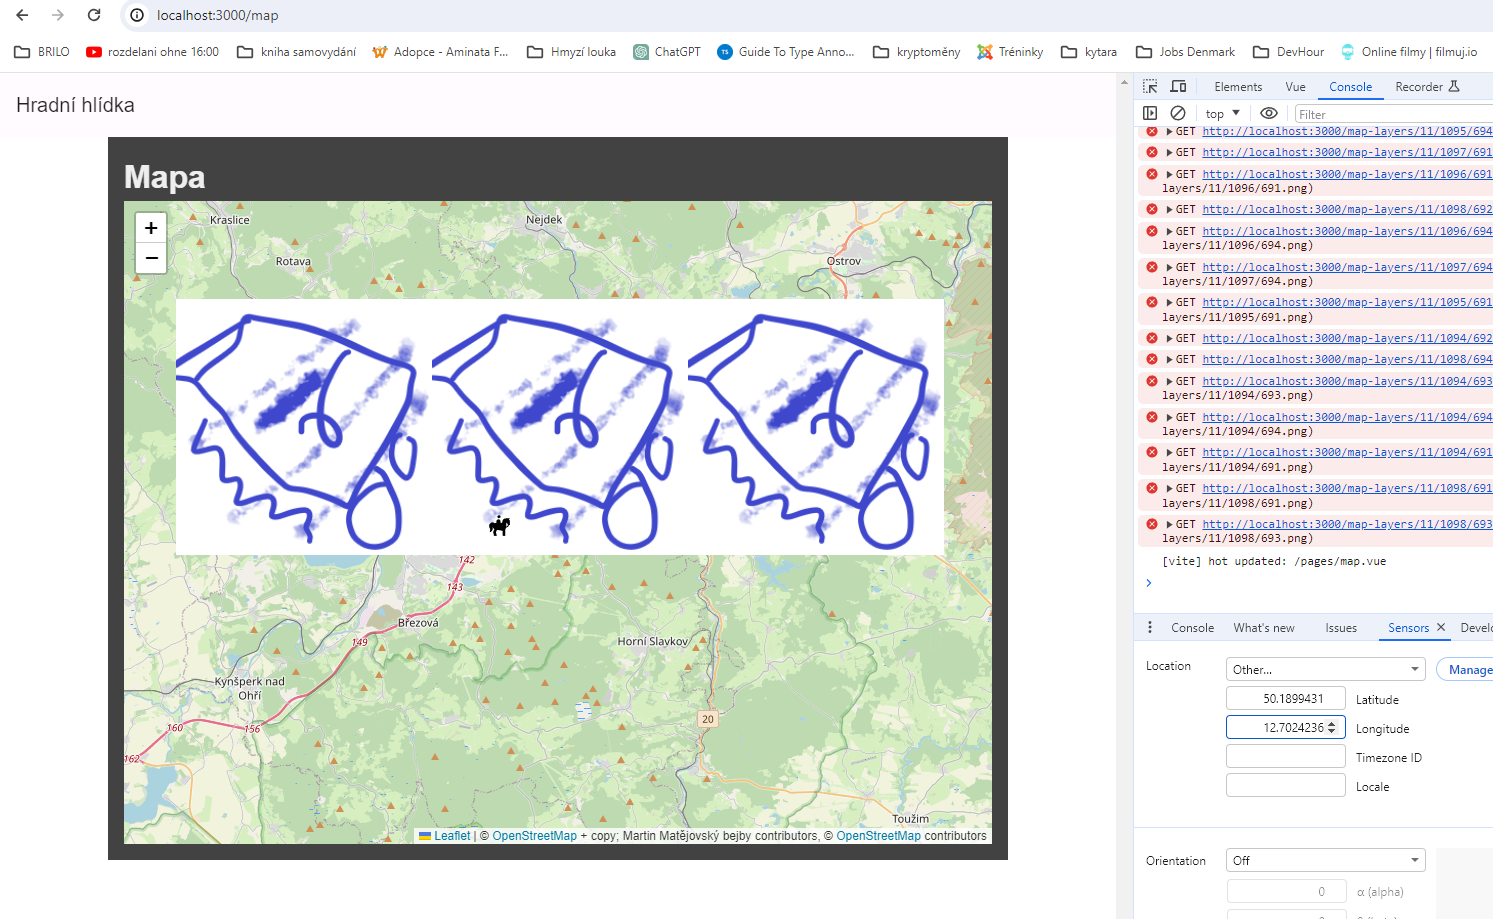 localhost:3000/map
BRILO rozdelani ohne 16:00 kniha samovydání Adopce - Aminata F... Hmyzí louka ChatGPT TS Guide To Type Anno... kryptoměny Tréninky kytara Jobs Denmark DevHour Online filmy | filmuj.io
Hradní hlídka
Mapa
+
−
Kraslice
Nejdek
Rotava
Ostrov
142
143
Březová
149
Horní Slavkov
Kynšperk nad
Ohří
20
160
156
162
Toužim
Leaflet | © OpenStreetMap + copy; Martin Matějovský bejby contributors, © OpenStreetMap contributors
Elements Vue Console Recorder
top Filter
GET http://localhost:3000/map-layers/11/1095/694
GET http://localhost:3000/map-layers/11/1097/691
GET http://localhost:3000/map-layers/11/1096/691
layers/11/1096/691.png)
GET http://localhost:3000/map-layers/11/1098/692
GET http://localhost:3000/map-layers/11/1096/694
layers/11/1096/694.png)
GET http://localhost:3000/map-layers/11/1097/694
layers/11/1097/694.png)
GET http://localhost:3000/map-layers/11/1095/691
layers/11/1095/691.png)
GET http://localhost:3000/map-layers/11/1094/692
GET http://localhost:3000/map-layers/11/1098/694
GET http://localhost:3000/map-layers/11/1094/693
layers/11/1094/693.png)
GET http://localhost:3000/map-layers/11/1094/694
layers/11/1094/694.png)
GET http://localhost:3000/map-layers/11/1094/691
layers/11/1094/691.png)
GET http://localhost:3000/map-layers/11/1098/691
layers/11/1098/691.png)
GET http://localhost:3000/map-layers/11/1098/693
layers/11/1098/693.png)
[vite] hot updated: /pages/map.vue
Console What's new Issues Sensors Develo
Location Other... Manage
50.1899431 Latitude
12.7024236 Longitude
Timezone ID
Locale
Orientation Off
0 α (alpha)